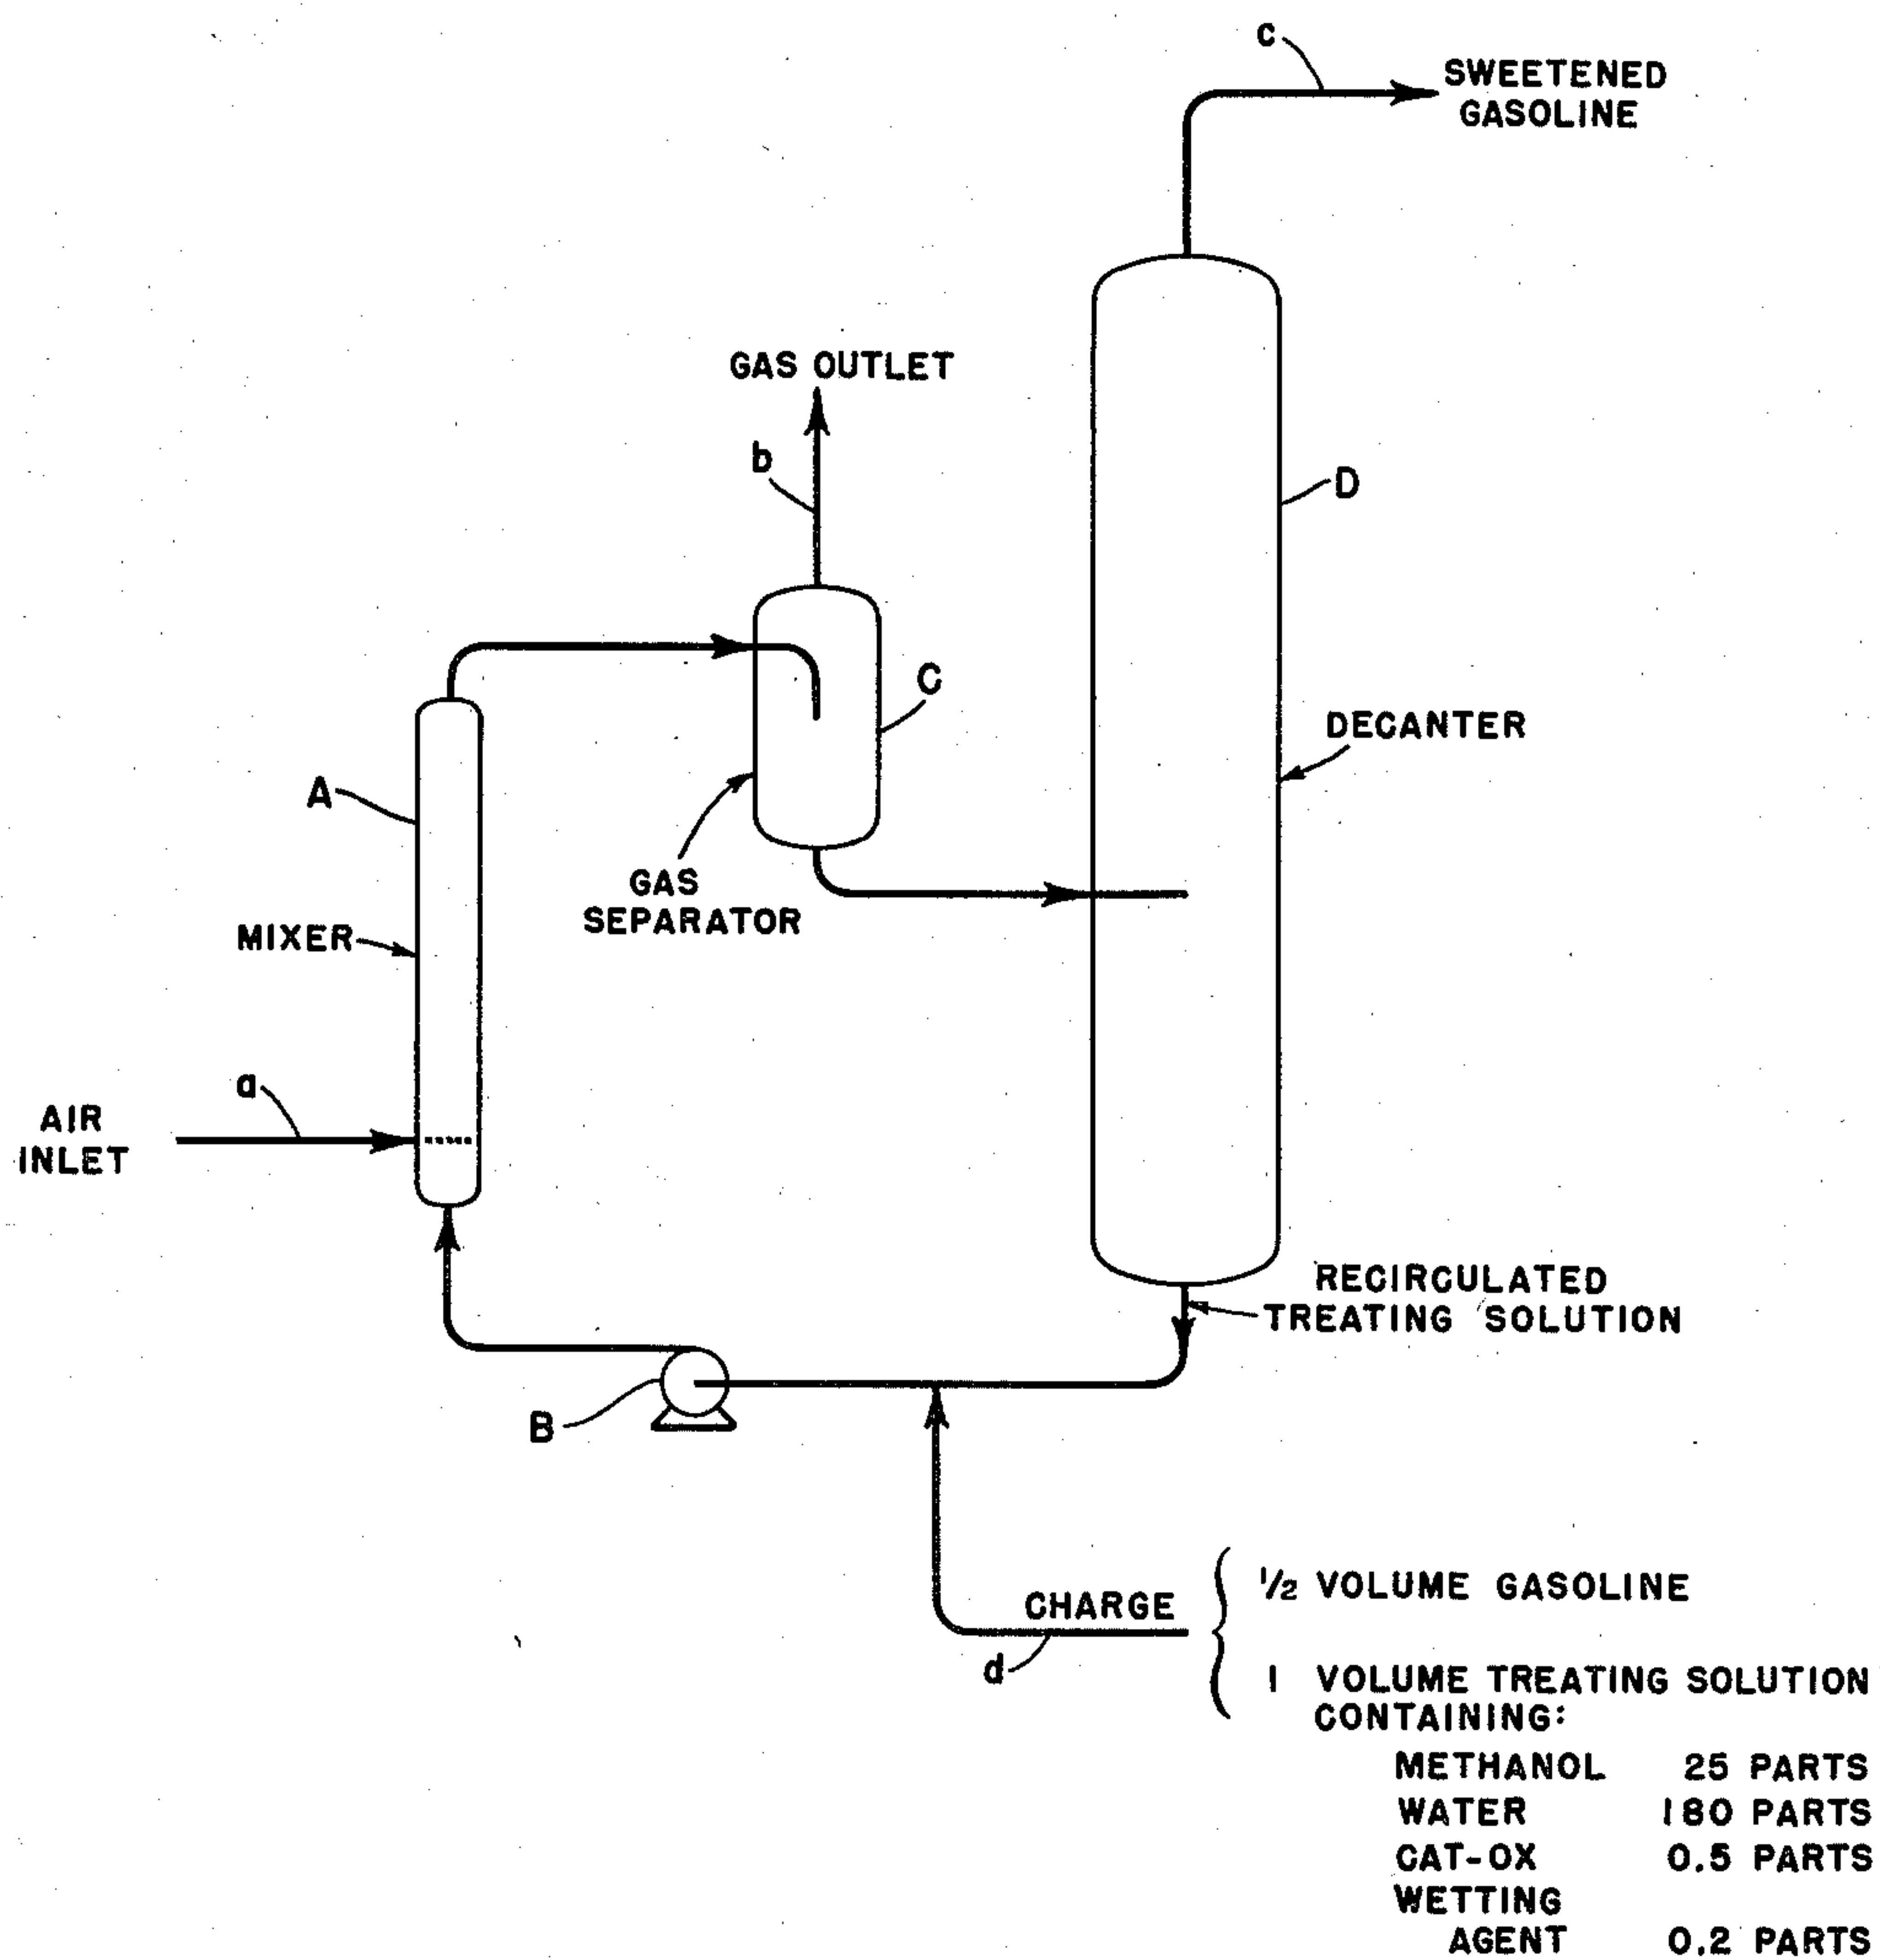 c
SWEETENED
GASOLINE
GAS OUTLET
b
D
C
DECANTER
A
GAS
SEPARATOR
MIXER
a
AIR
INLET
RECIRCULATED
TREATING SOLUTION
B
CHARGE
d
1/2 VOLUME GASOLINE
1 VOLUME TREATING SOLUTION
CONTAINING:
METHANOL 25 PARTS
WATER 180 PARTS
CAT-OX 0.5 PARTS
WETTING
AGENT 0.2 PARTS